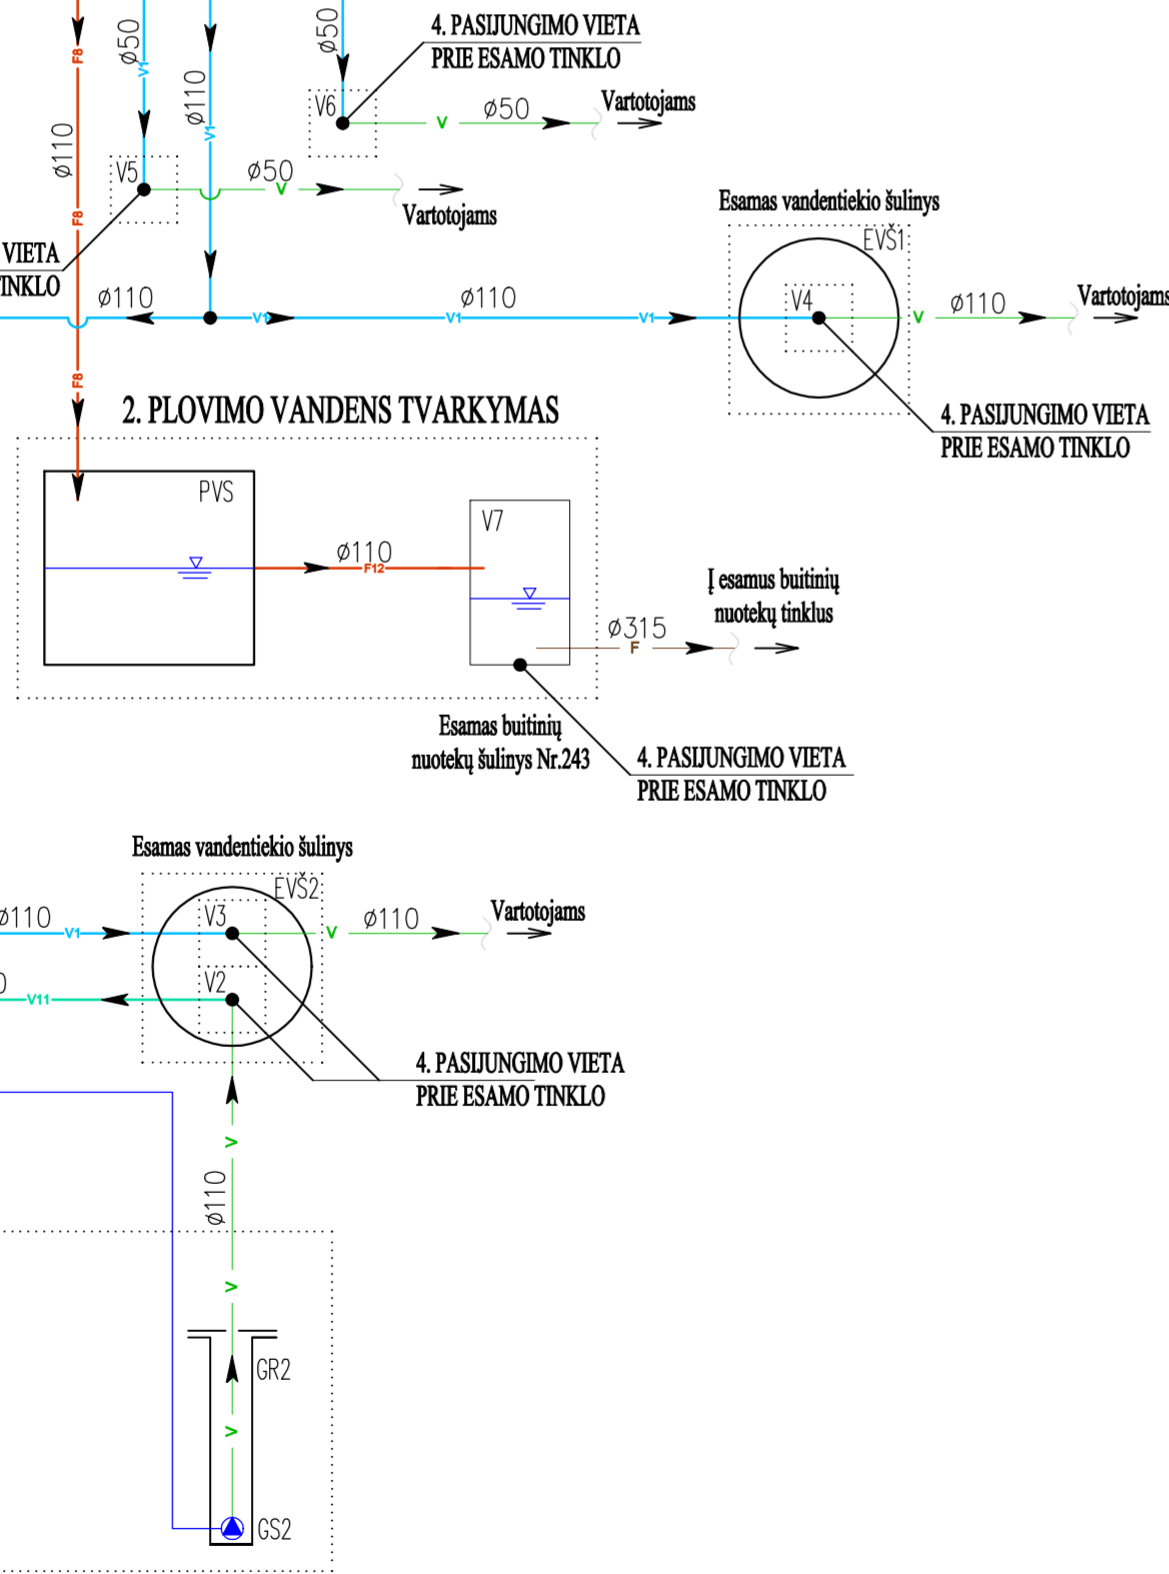 4. PASIJUNGIMO VIETA
PRIE ESAMO TINKLO
F8
ø50
V1
ø110
V1
ø50
V6
V
ø50
Vartotojams
ø110
V5
ø50
V
Vartotojams
F8
VIETA
TINKLO
Esamas vandentiekio šulinys
EVŠ1
V4
ø110
V1
ø110
V1
V1
V
ø110
Vartotojams
F8
4. PASIJUNGIMO VIETA
PRIE ESAMO TINKLO
2. PLOVIMO VANDENS TVARKYMAS
PVS
V7
ø110
F12
Į esamus buitinių
nuotekų tinklus
ø315
F
Esamas buitinių
nuotekų šulinys Nr.243
4. PASIJUNGIMO VIETA
PRIE ESAMO TINKLO
Esamas vandentiekio šulinys
EVŠ2
ø110
V1
V3
V
ø110
Vartotojams
0
V11
V2
4. PASIJUNGIMO VIETA
PRIE ESAMO TINKLO
V
ø110
V
GR2
V
GS2